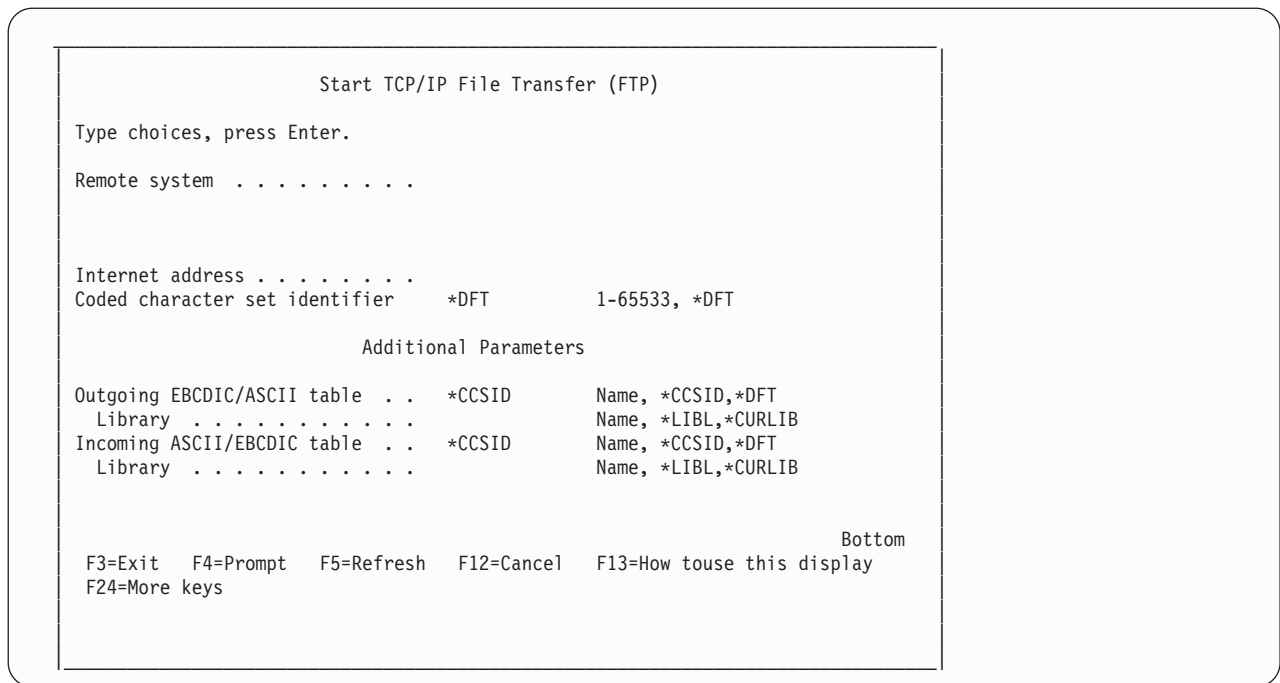 Start TCP/IP File Transfer (FTP)
Type choices, press Enter.
Remote system . . . . . . . . .
Internet address . . . . . . . .
Coded character set identifier *DFT 1-65533, *DFT
Additional Parameters
Outgoing EBCDIC/ASCII table . . *CCSID Name, *CCSID,*DFT
Library . . . . . . . . . . . Name, *LIBL,*CURLIB
Incoming ASCII/EBCDIC table . . *CCSID Name, *CCSID,*DFT
Library . . . . . . . . . . . Name, *LIBL,*CURLIB
Bottom
F3=Exit F4=Prompt F5=Refresh F12=Cancel F13=How touse this display
F24=More keys